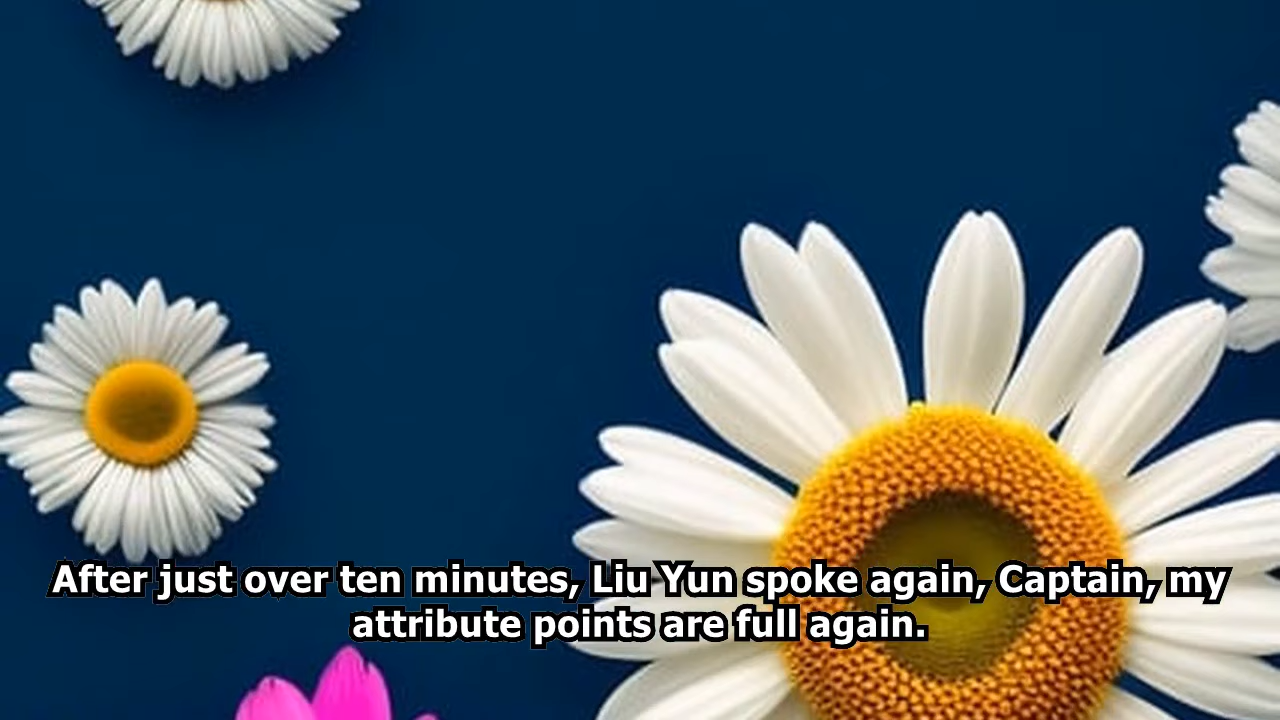 After just over ten minutes, Liu Yun spoke again, Captain, my
attribute points are full again.